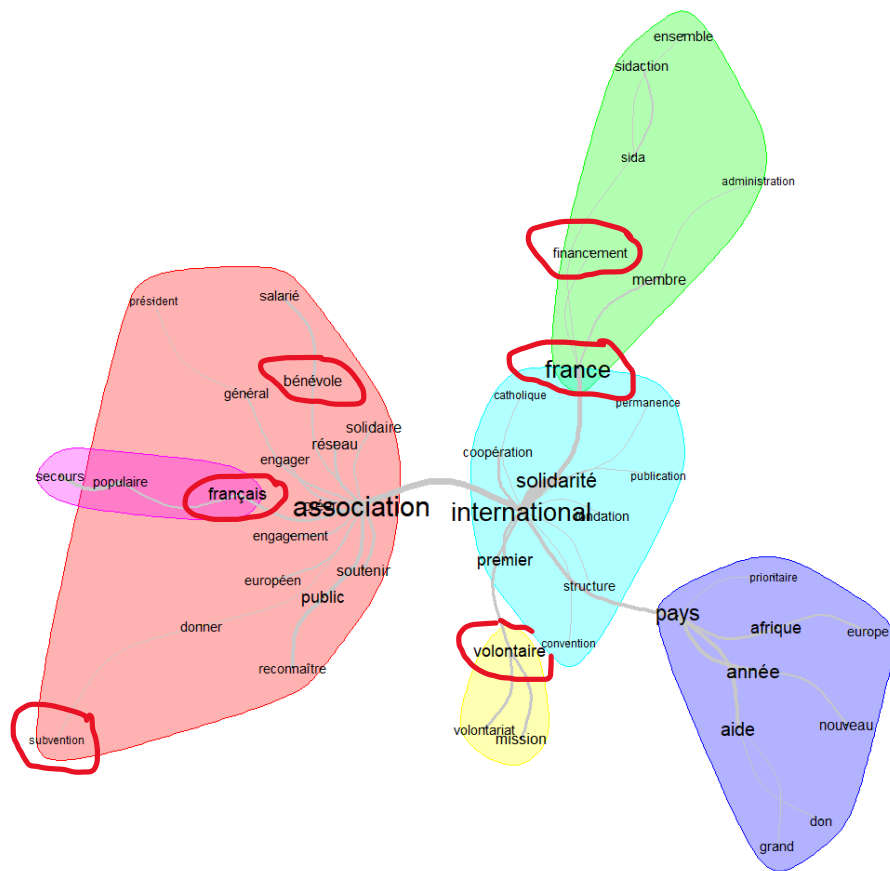 ensemble
sidaction
sida
administration
financement
membre
france
président
salarié
bénévole
général
catholique
permanence
solidaire
réseau
engager
coopération
secours
populaire
français
solidarité
publication
association
international
fondation
engagement
premier
européen
soutenir
structure
prioritaire
public
pays
donner
afrique
europe
volontaire
convention
reconnaître
année
subvention
volontariat
mission
aide
nouveau
don
grand